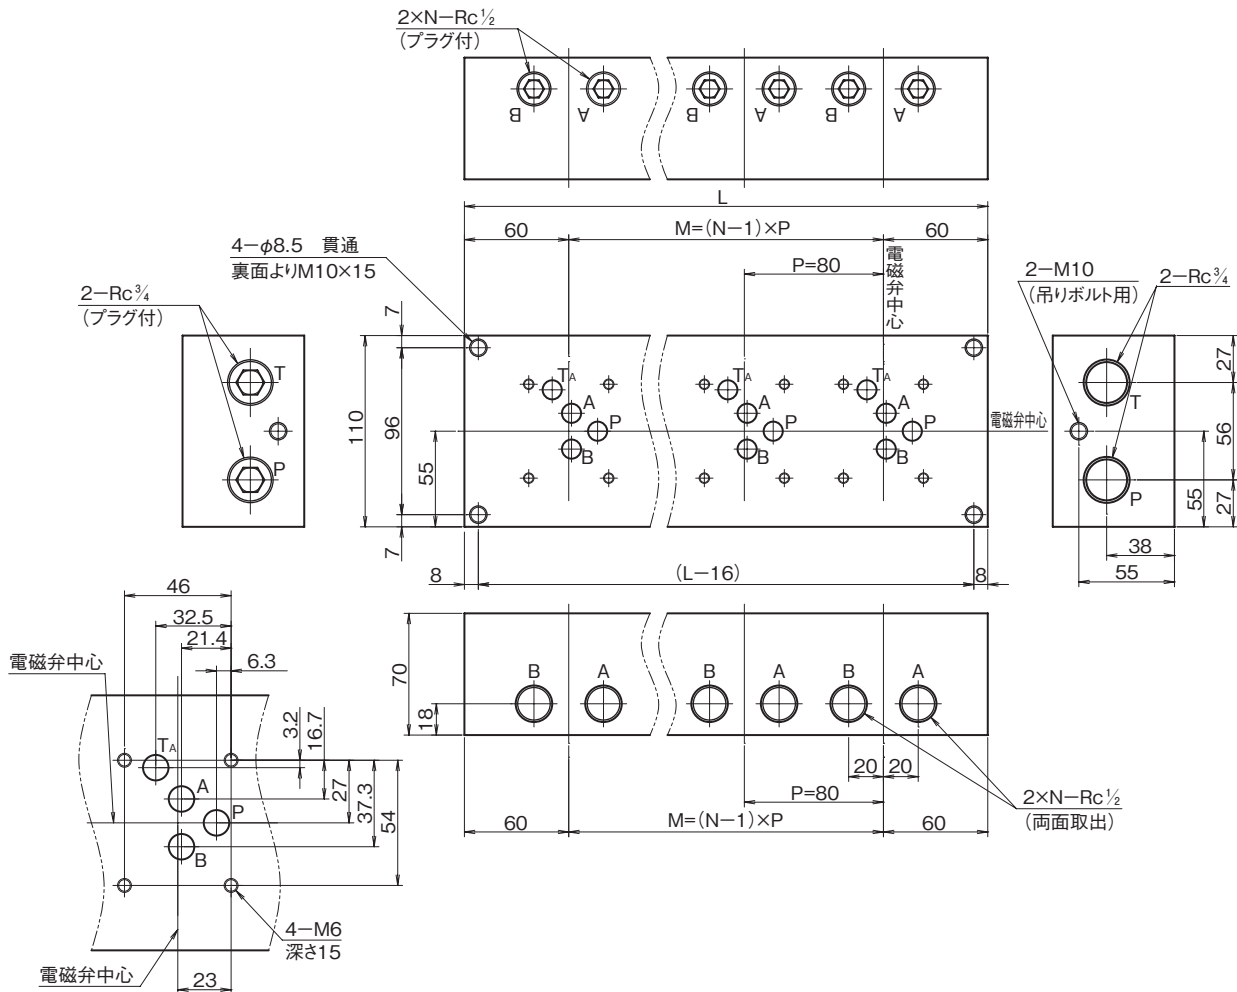 2×N−Rc½
(プラグ付)
B
A
B
A
B
A
L
60
M=(N−1)×P
60
P=80
電磁弁中心
4−φ8.5 貫通
裏面よりM10×15
2−Rc¾
(プラグ付)
2−M10
(吊りボルト用)
2−Rc¾
T
P
7
110
96
55
7
TA
A
P
B
TA
A
P
B
TA
A
P
B
電磁弁中心
T
P
27
56
55
27
38
55
8
(L−16)
8
46
32.5
21.4
6.3
電磁弁中心
TA
A
P
B
3.2
16.7
27
37.3
54
4−M6
深さ15
電磁弁中心
23
70
18
B
A
B
A
B
A
20
20
P=80
60
M=(N−1)×P
60
2×N−Rc½
(両面取出)